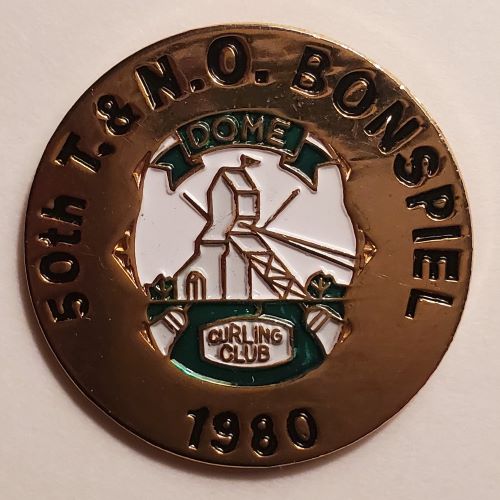 50th T.&N.O. BONSPIEL
DOME
CURLING
CLUB
1980